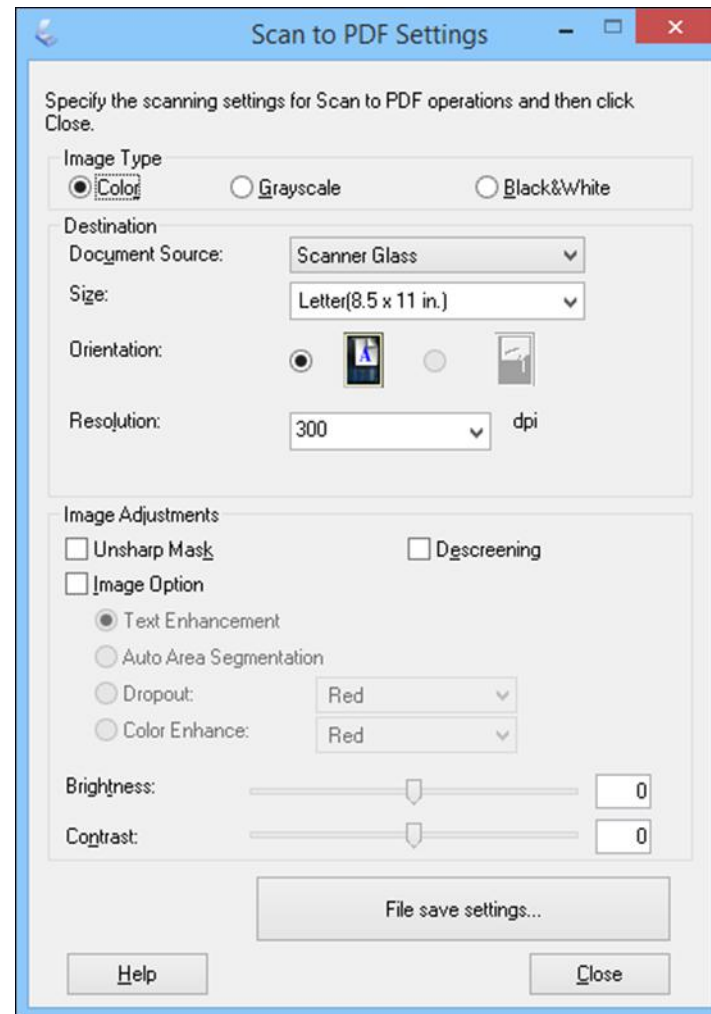 Scan to PDF Settings
Specify the scanning settings for Scan to PDF operations and then click
Close.
Image Type
Color Grayscale Black&White
Destination
Document Source: Scanner Glass
Size: Letter(8.5 x 11 in.)
Orientation: A
Resolution: 300 dpi
Image Adjustments
Unsharp Mask Descreening
Image Option
Text Enhancement
Auto Area Segmentation
Dropout: Red
Color Enhance: Red
Brightness: 0
Contrast: 0
File save settings...
Help Close